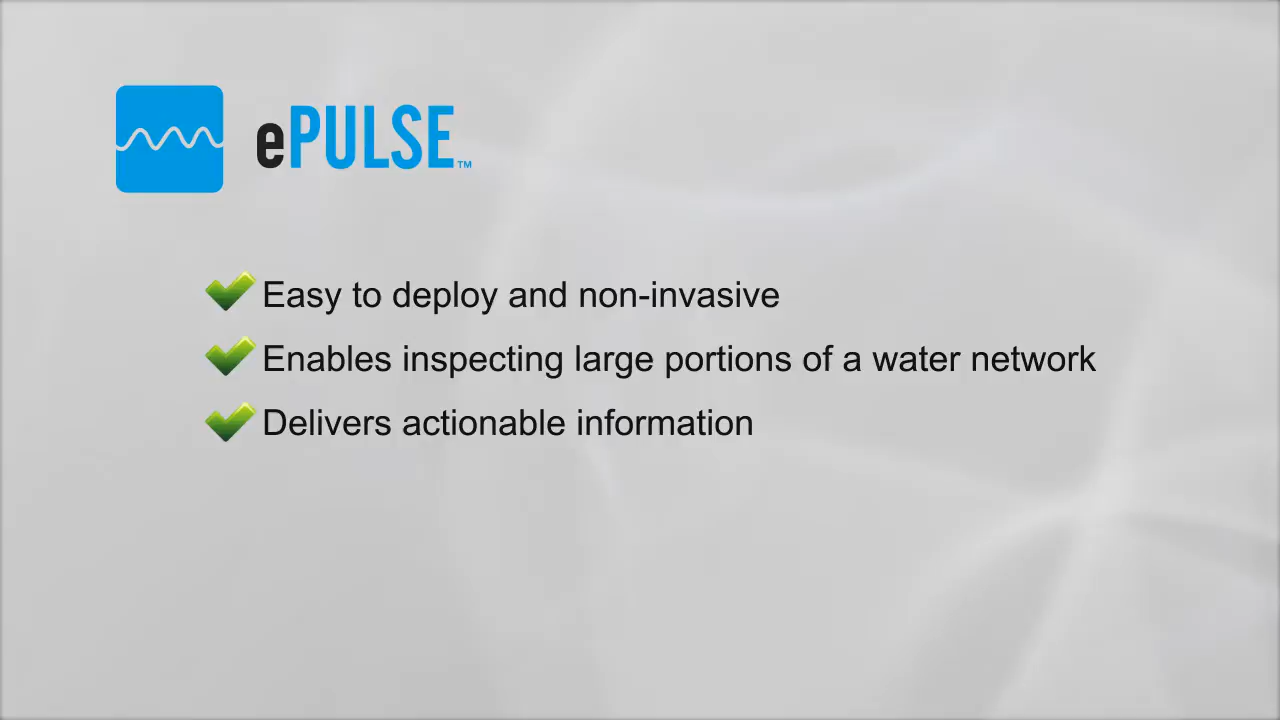 ePULSE™
Easy to deploy and non-invasive
Enables inspecting large portions of a water network
Delivers actionable information